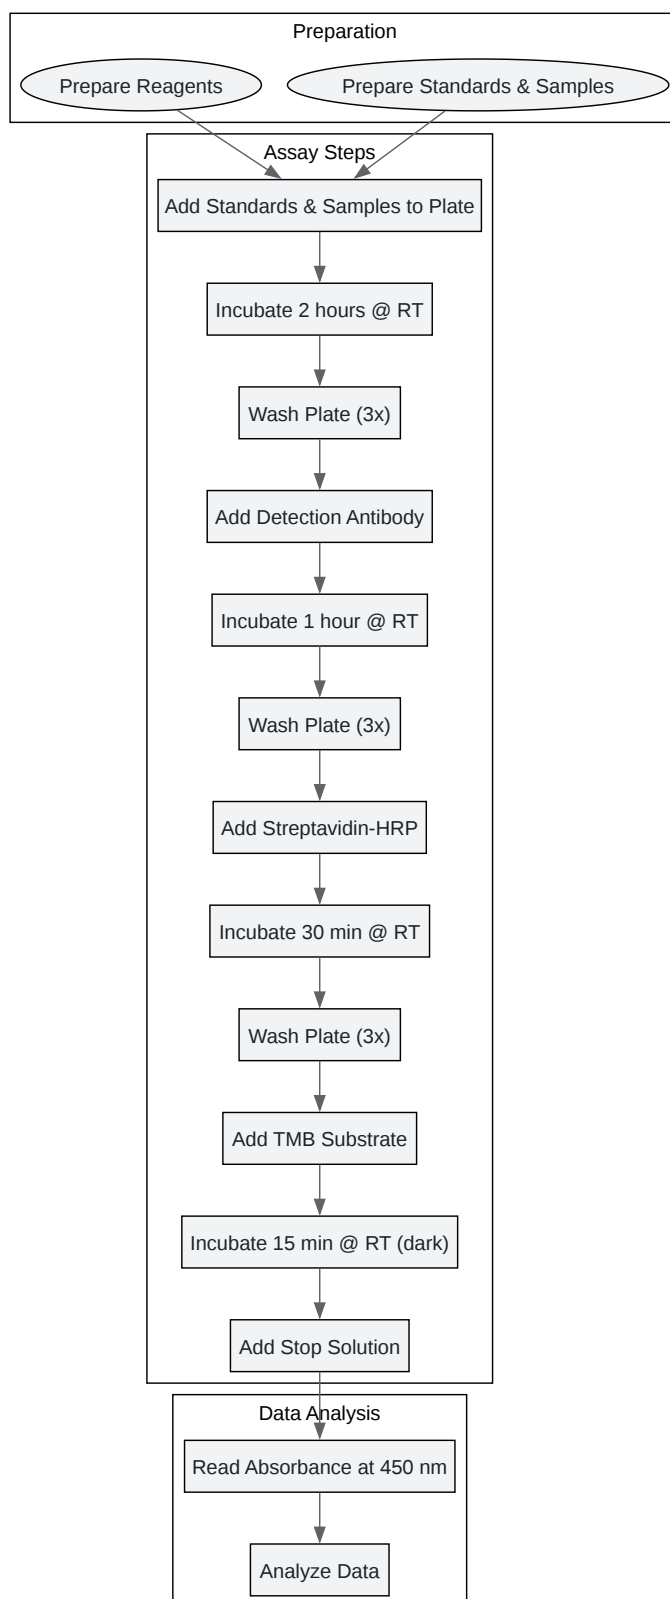 Preparation
Prepare Reagents
Prepare Standards & Samples
Assay Steps
Add Standards & Samples to Plate
Incubate 2 hours @ RT
Wash Plate (3x)
Add Detection Antibody
Incubate 1 hour @ RT
Wash Plate (3x)
Add Streptavidin-HRP
Incubate 30 min @ RT
Wash Plate (3x)
Add TMB Substrate
Incubate 15 min @ RT (dark)
Add Stop Solution
Data Analysis
Read Absorbance at 450 nm
Analyze Data